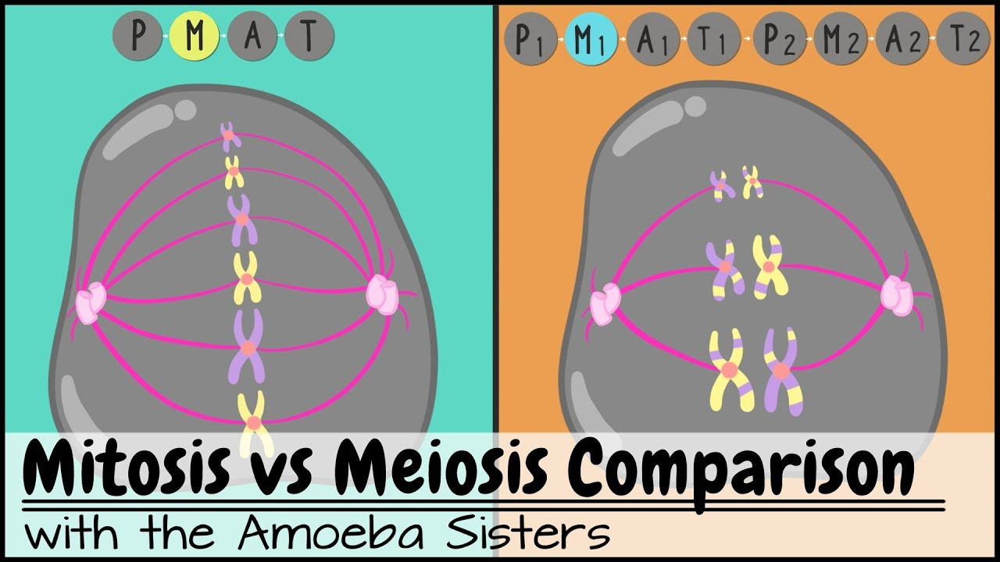 P M A T
P1 M1 A1 T1 P2 M2 A2 T2
Mitosis vs Meiosis Comparison
with the Amoeba Sisters